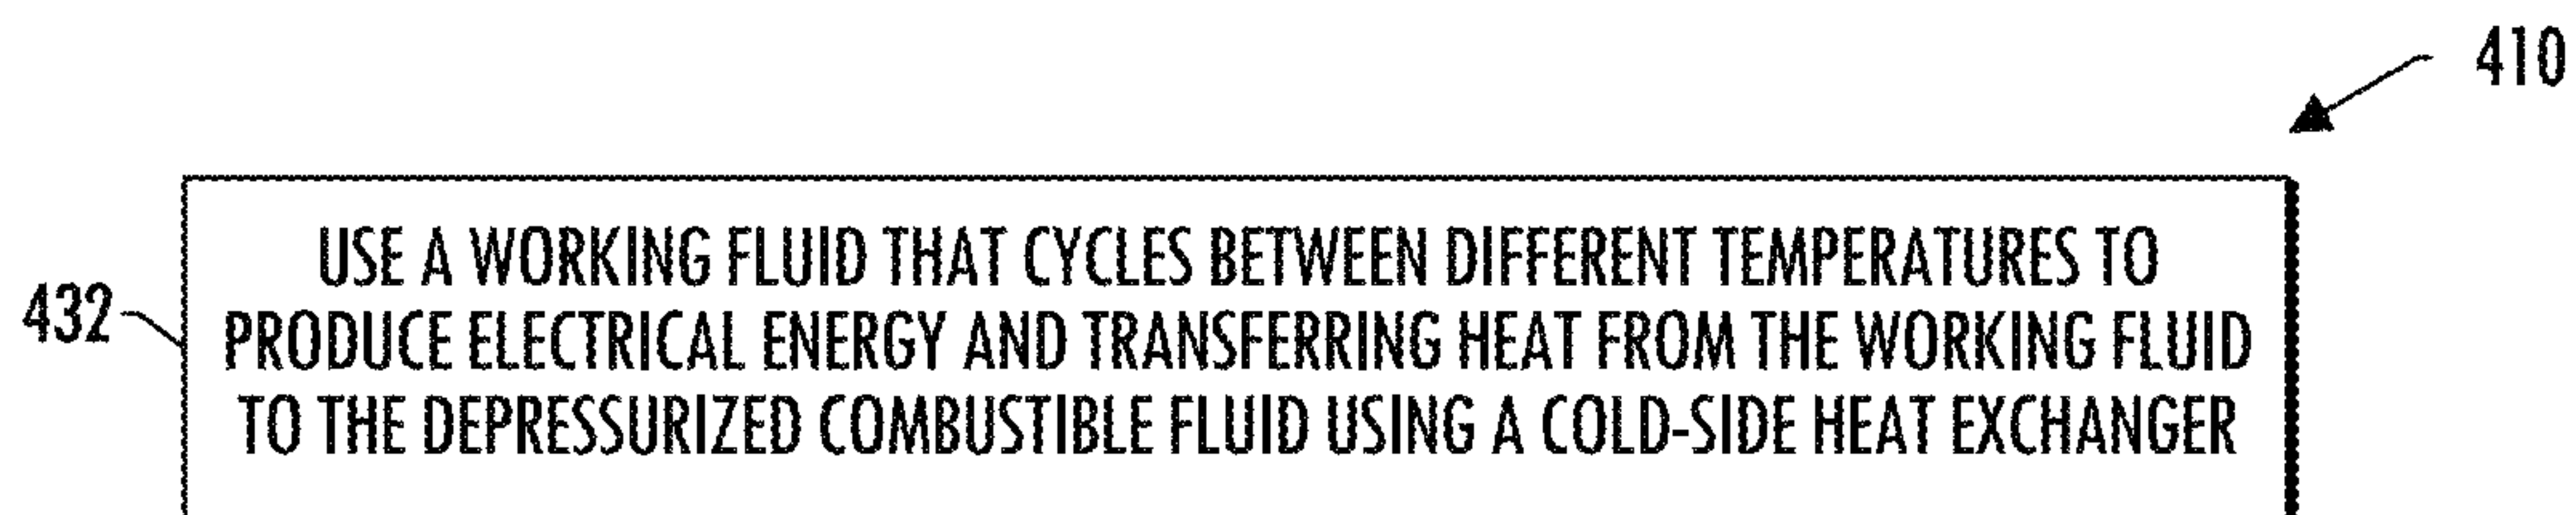 410
USE A WORKING FLUID THAT CYCLES BETWEEN DIFFERENT TEMPERATURES TO
432
PRODUCE ELECTRICAL ENERGY AND TRANSFERRING HEAT FROM THE WORKING FLUID
TO THE DEPRESSURIZED COMBUSTIBLE FLUID USING A COLD-SIDE HEAT EXCHANGER